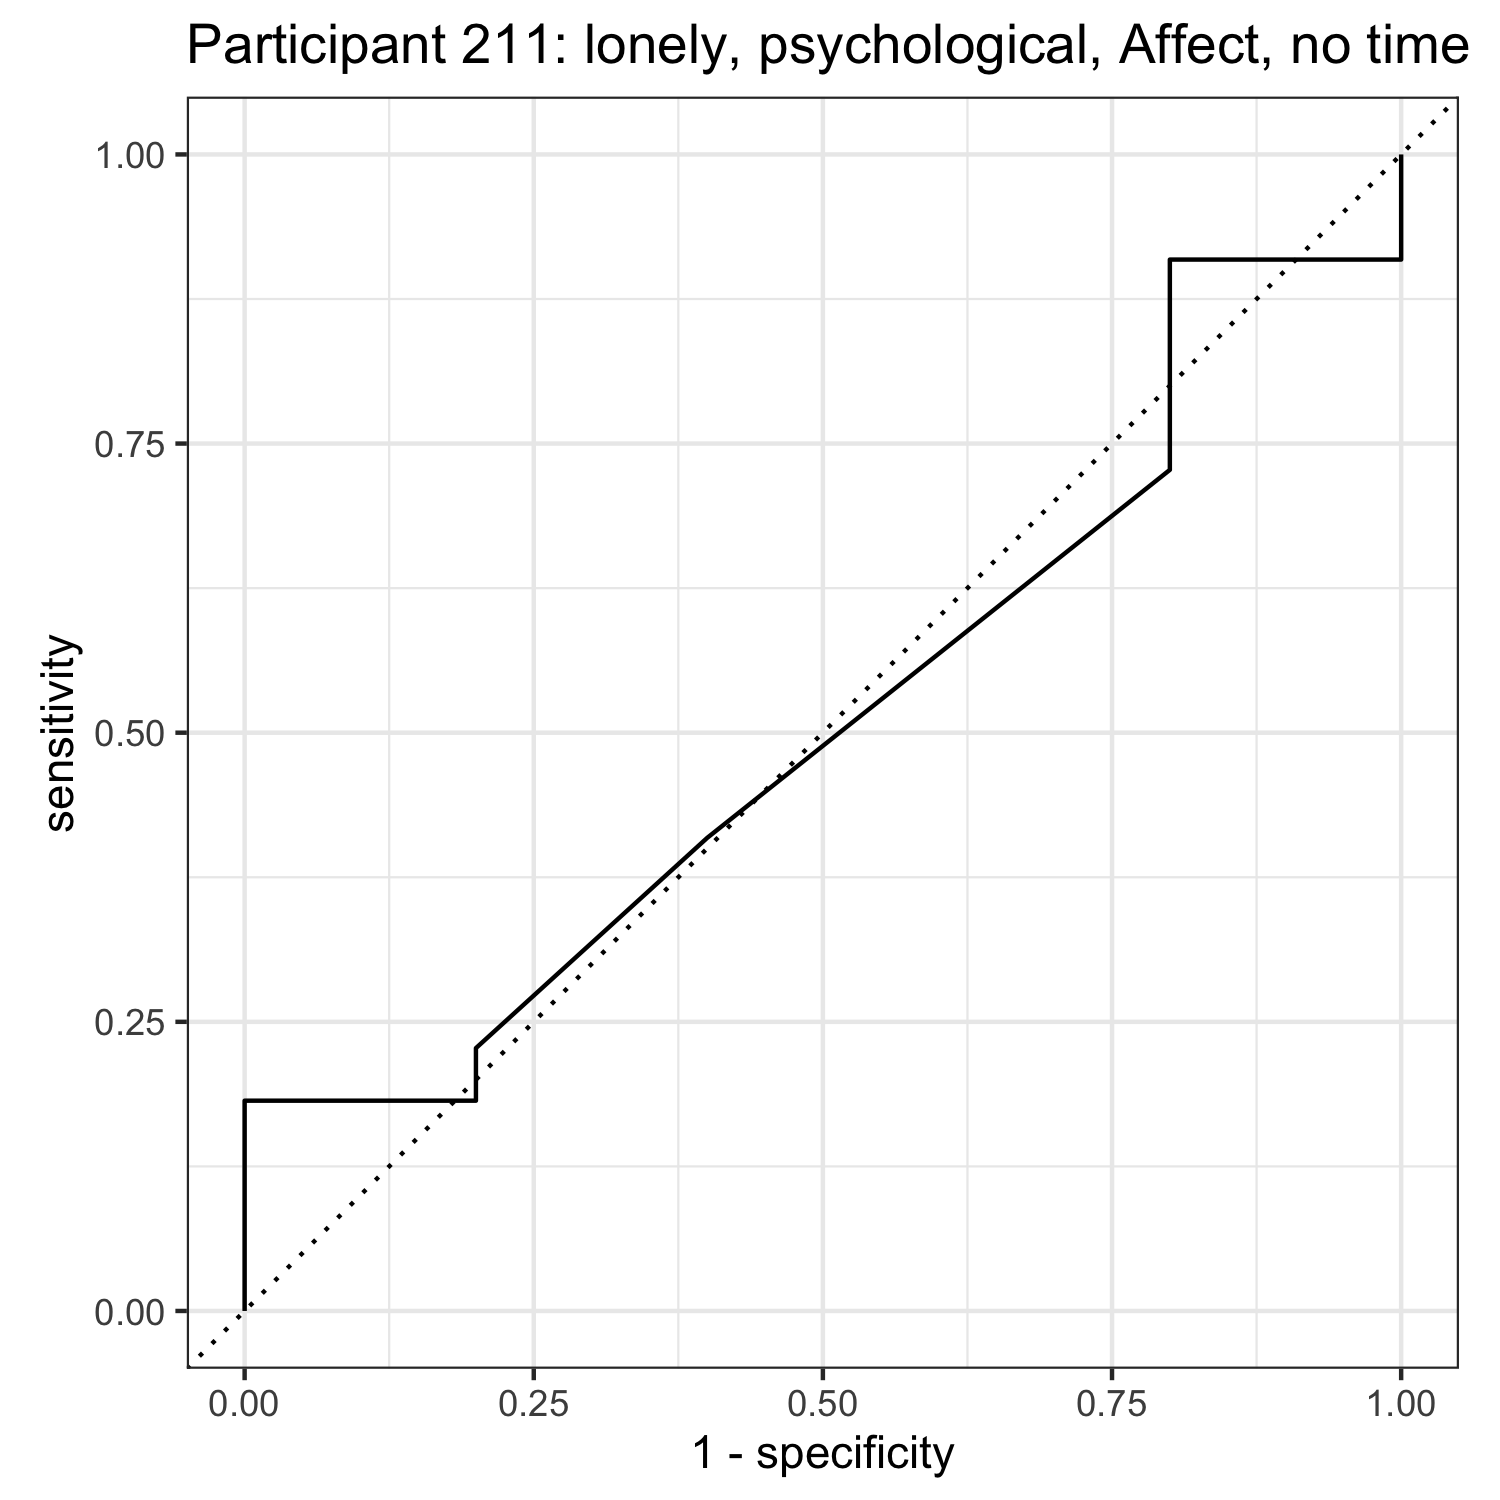 Participant 211: lonely, psychological, Affect, no time
1.00
0.75
0.50
0.25
0.00
sensitivity
0.00 0.25 0.50 0.75 1.00
1 - specificity